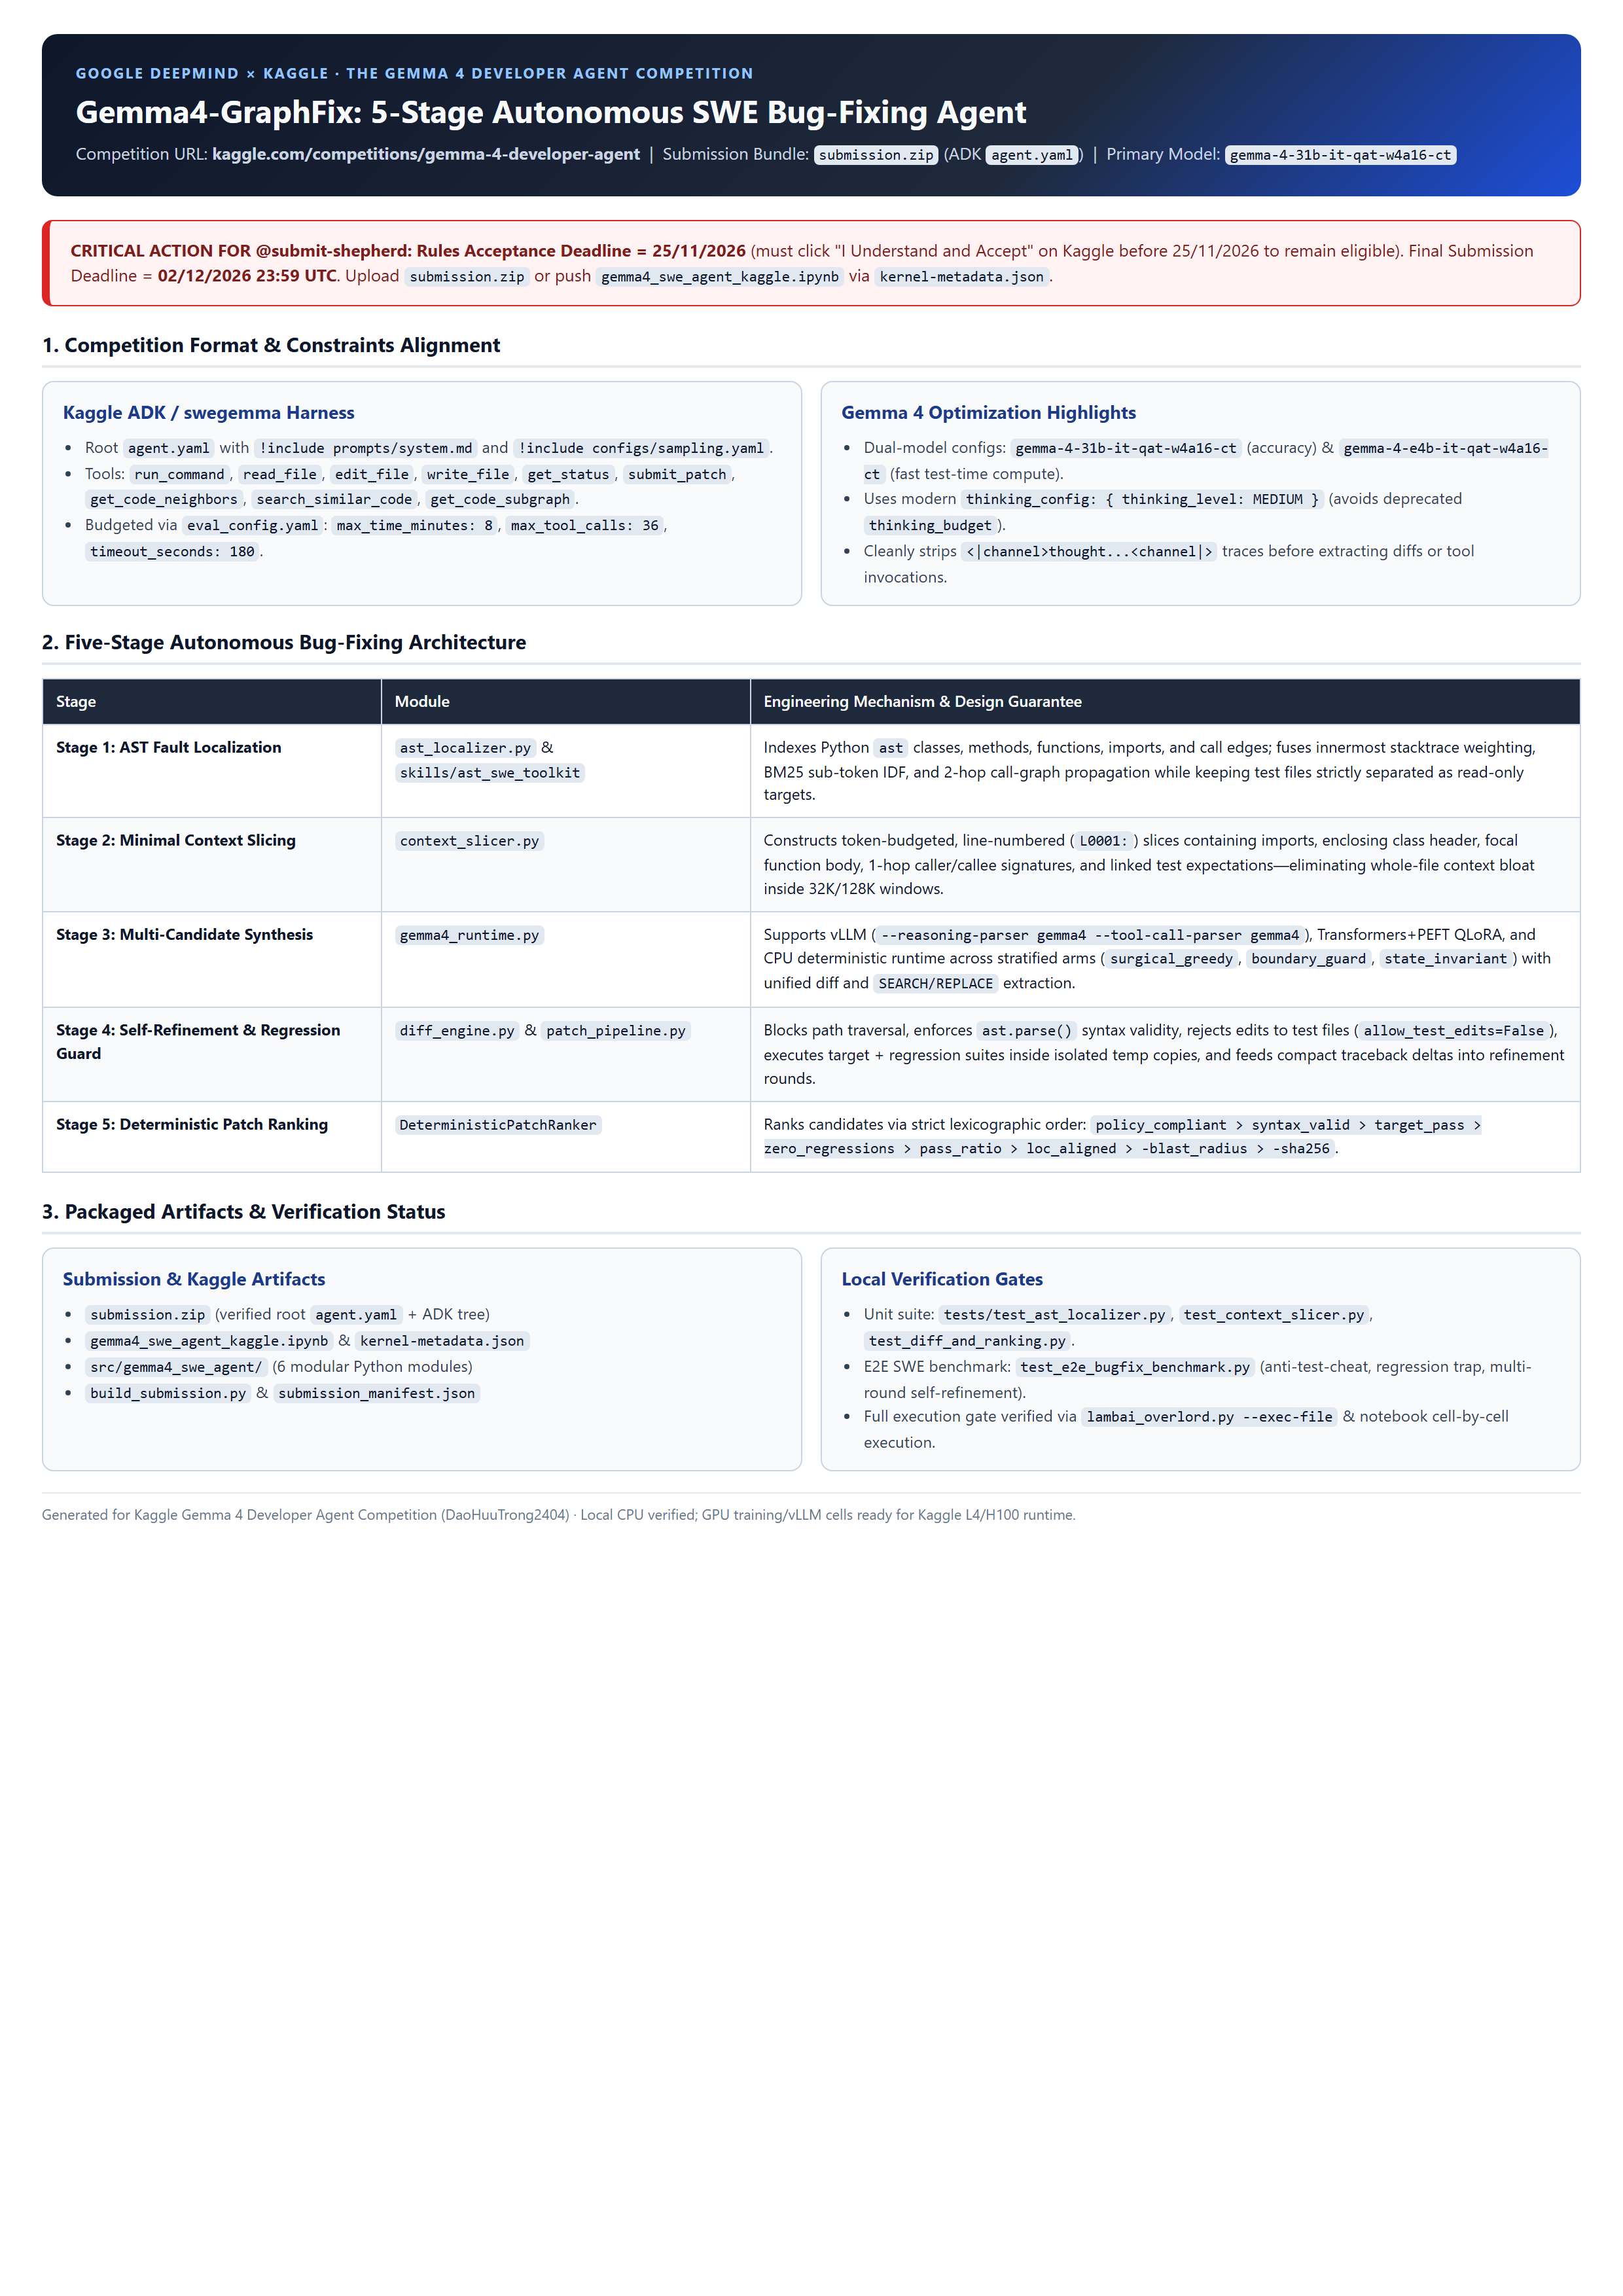 GOOGLE DEEPMIND × KAGGLE · THE GEMMA 4 DEVELOPER AGENT COMPETITION
Gemma4-GraphFix: 5-Stage Autonomous SWE Bug-Fixing Agent
Competition URL: kaggle.com/competitions/gemma-4-developer-agent | Submission Bundle: submission.zip (ADK agent.yaml) | Primary Model: gemma-4-31b-it-qat-w4a16-ct
CRITICAL ACTION FOR @submit-shepherd: Rules Acceptance Deadline = 25/11/2026 (must click "I Understand and Accept" on Kaggle before 25/11/2026 to remain eligible). Final Submission
Deadline = 02/12/2026 23:59 UTC. Upload submission.zip or push gemma4_swe_agent_kaggle.ipynb via kernel-metadata.json.
1. Competition Format & Constraints Alignment
Kaggle ADK / swegemma Harness
• Root agent.yaml with !include prompts/system.md and !include configs/sampling.yaml.
• Tools: run_command, read_file, edit_file, write_file, get_status, submit_patch,
get_code_neighbors, search_similar_code, get_code_subgraph.
• Budgeted via eval_config.yaml: max_time_minutes: 8, max_tool_calls: 36,
timeout_seconds: 180.
Gemma 4 Optimization Highlights
• Dual-model configs: gemma-4-31b-it-qat-w4a16-ct (accuracy) & gemma-4-e4b-it-qat-w4a16-
ct (fast test-time compute).
• Uses modern thinking_config: { thinking_level: MEDIUM } (avoids deprecated
thinking_budget).
• Cleanly strips <|channel>thought...<channel|> traces before extracting diffs or tool
invocations.
2. Five-Stage Autonomous Bug-Fixing Architecture
Stage Module Engineering Mechanism & Design Guarantee
Stage 1: AST Fault Localization
ast_localizer.py &
skills/ast_swe_toolkit
Indexes Python ast classes, methods, functions, imports, and call edges; fuses innermost stacktrace weighting,
BM25 sub-token IDF, and 2-hop call-graph propagation while keeping test files strictly separated as read-only
targets.
Stage 2: Minimal Context Slicing
context_slicer.py
Constructs token-budgeted, line-numbered (L0001:) slices containing imports, enclosing class header, focal
function body, 1-hop caller/callee signatures, and linked test expectations—eliminating whole-file context bloat
inside 32K/128K windows.
Stage 3: Multi-Candidate Synthesis
gemma4_runtime.py
Supports vLLM (--reasoning-parser gemma4 --tool-call-parser gemma4), Transformers+PEFT QLoRA, and
CPU deterministic runtime across stratified arms (surgical_greedy, boundary_guard, state_invariant) with
unified diff and SEARCH/REPLACE extraction.
Stage 4: Self-Refinement & Regression
Guard
diff_engine.py & patch_pipeline.py
Blocks path traversal, enforces ast.parse() syntax validity, rejects edits to test files (allow_test_edits=False),
executes target + regression suites inside isolated temp copies, and feeds compact traceback deltas into refinement
rounds.
Stage 5: Deterministic Patch Ranking
DeterministicPatchRanker
Ranks candidates via strict lexicographic order: policy_compliant > syntax_valid > target_pass >
zero_regressions > pass_ratio > loc_aligned > -blast_radius > -sha256.
3. Packaged Artifacts & Verification Status
Submission & Kaggle Artifacts
• submission.zip (verified root agent.yaml + ADK tree)
• gemma4_swe_agent_kaggle.ipynb & kernel-metadata.json
• src/gemma4_swe_agent/ (6 modular Python modules)
• build_submission.py & submission_manifest.json
Local Verification Gates
• Unit suite: tests/test_ast_localizer.py, test_context_slicer.py,
test_diff_and_ranking.py.
• E2E SWE benchmark: test_e2e_bugfix_benchmark.py (anti-test-cheat, regression trap, multi-
round self-refinement).
• Full execution gate verified via lambai_overlord.py --exec-file & notebook cell-by-cell
execution.
Generated for Kaggle Gemma 4 Developer Agent Competition (DaoHuuTrong2404) · Local CPU verified; GPU training/vLLM cells ready for Kaggle L4/H100 runtime.